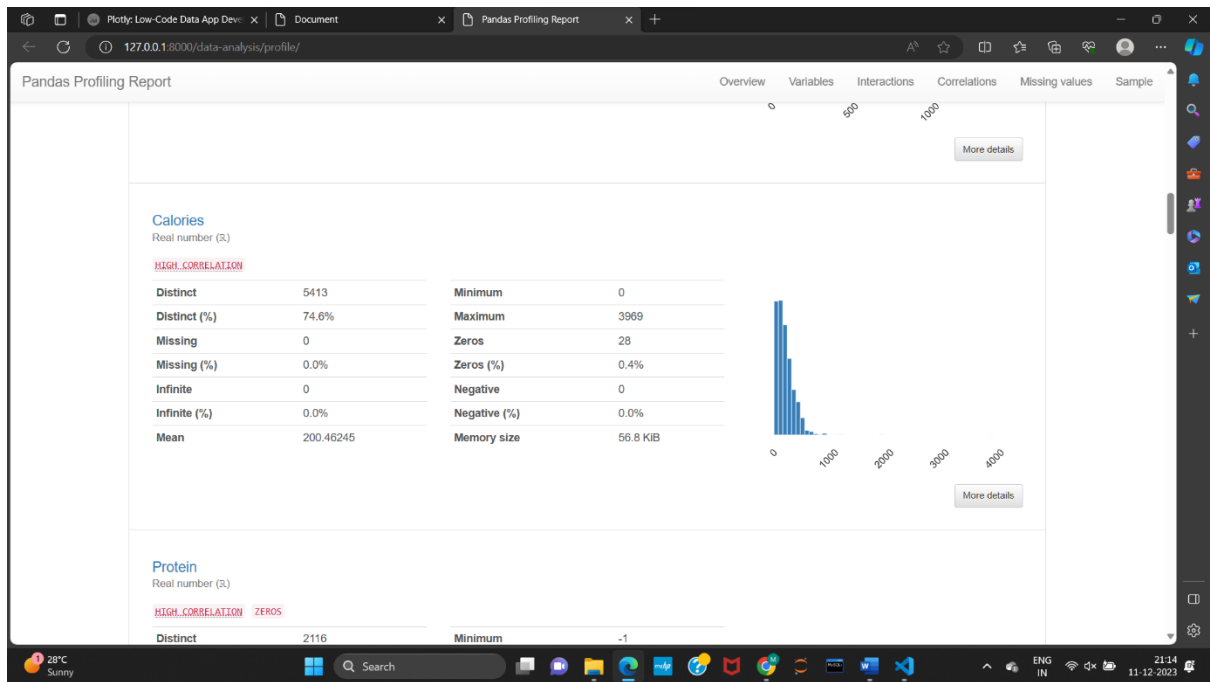 Plotly: Low-Code Data App Deve
Document
Pandas Profiling Report
127.0.0.1:8000/data-analysis/profile/
Pandas Profiling Report
Overview Variables Interactions Correlations Missing values Sample
0 500 1000
More details
Calories
Real number (ℝ)
HIGH CORRELATION
Distinct 5413 Minimum 0
Distinct (%) 74.6% Maximum 3969
Missing 0 Zeros 28
Missing (%) 0.0% Zeros (%) 0.4%
Infinite 0 Negative 0
Infinite (%) 0.0% Negative (%) 0.0%
Mean 200.46245 Memory size 56.8 KiB
0 1000 2000 3000 4000
More details
Protein
Real number (ℝ)
HIGH CORRELATION ZEROS
Distinct 2116 Minimum -1
1 28°C
Sunny
Search
ENG
IN
21:14
11-12-2023